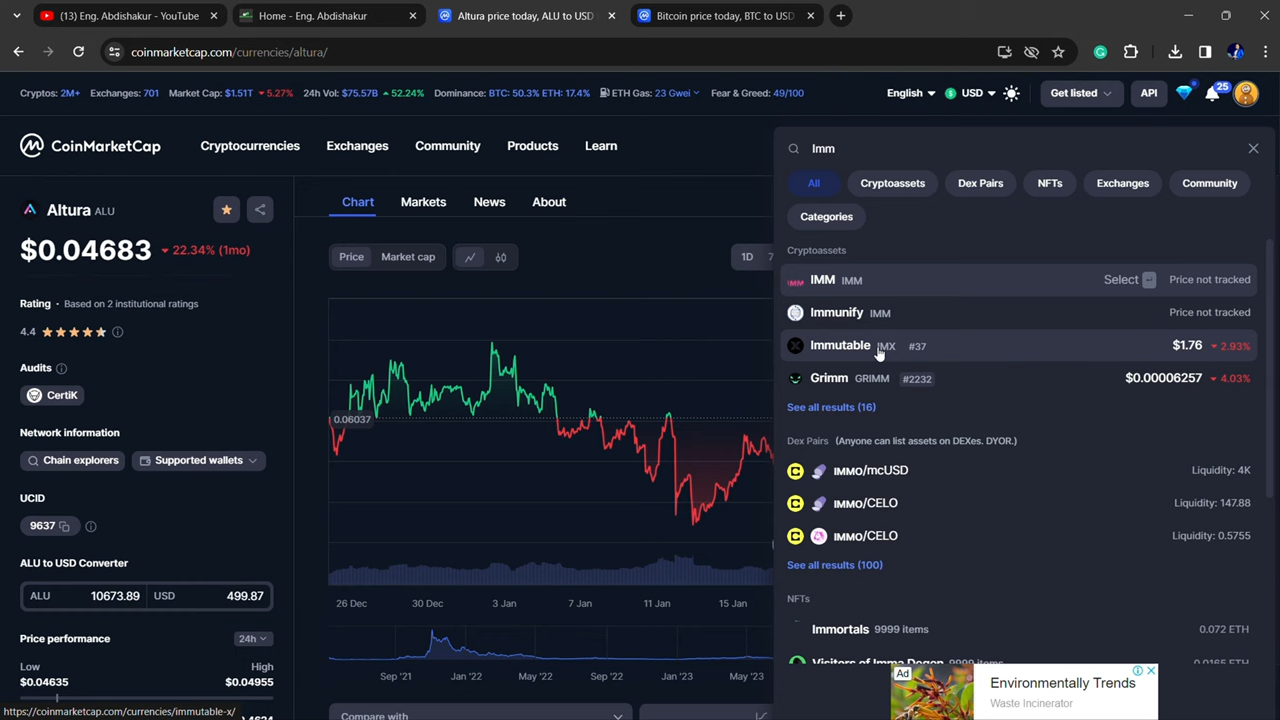 (13) Eng. Abdishakur - YouTube
Home - Eng. Abdishakur
Altura price today, ALU to USD
Bitcoin price today, BTC to USD
coinmarketcap.com/currencies/altura/
Cryptos: 2M+ Exchanges: 701 Market Cap: $1.51T 5.27% 24h Vol: $75.57B 52.24% Dominance: BTC: 50.3% ETH: 17.4% ETH Gas: 23 Gwei Fear & Greed: 49/100
English USD Get listed API 25
CoinMarketCap Cryptocurrencies Exchanges Community Products Learn
Imm
All Cryptoassets Dex Pairs NFTs Exchanges Community
Categories
Altura ALU
$0.04683 22.34% (1mo)
Rating • Based on 2 institutional ratings
4.4
Audits
CertiK
Network information
Chain explorers Supported wallets
UCID
9637
ALU to USD Converter
ALU 10673.89 USD 499.87
Price performance 24h
Low High
$0.04635 $0.04955
Chart Markets News About
Price Market cap 1D 7
0.06037
26 Dec 30 Dec 3 Jan 7 Jan 11 Jan 15 Jan
Sep '21 Jan '22 May '22 Sep '22 Jan '23 May '23
Compare with
Cryptoassets
IMM IMM Select Price not tracked
Immunify IMM Price not tracked
Immutable IMX #37 $1.76 2.93%
Grimm GRIMM #2232 $0.00006257 4.03%
See all results (16)
Dex Pairs (Anyone can list assets on DEXes. DYOR.)
IMMO/mcUSD Liquidity: 4K
IMMO/CELO Liquidity: 147.88
IMMO/CELO Liquidity: 0.5755
See all results (100)
NFTs
Immortals 9999 items 0.072 ETH
Visitors of Imma Degen 9999 items 0.0165 ETH
Ad
Environmentally Trends
Waste Incinerator
https://coinmarketcap.com/currencies/immutable-x/